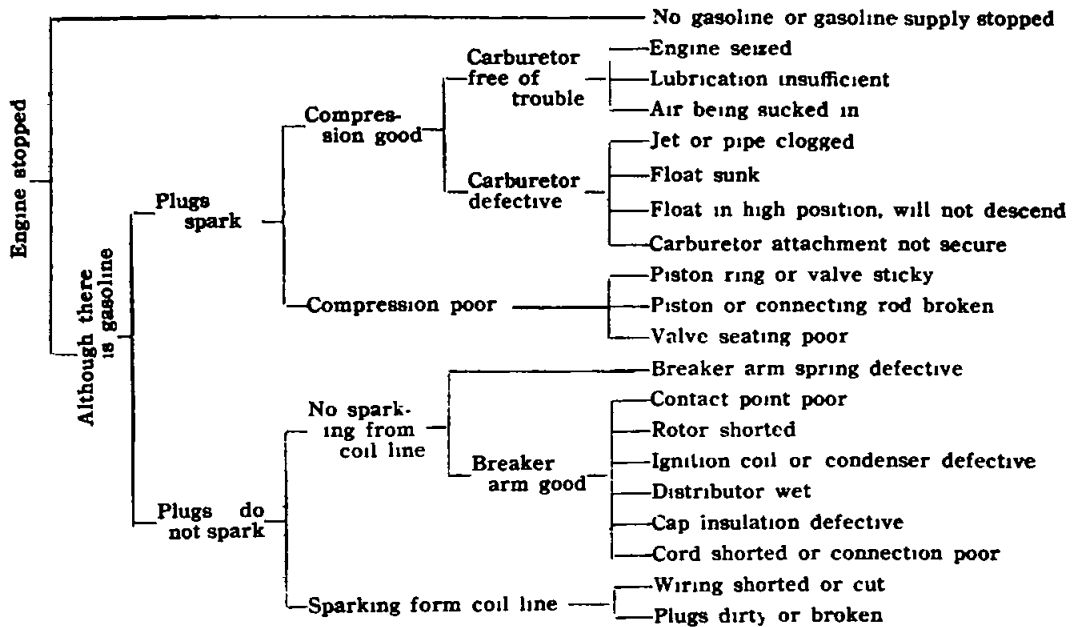 No gasoline or gasoline supply stopped
Engine stopped
Although there
is gasoline
Plugs
spark
Compres-
sion good
Carburetor
free of
trouble
Engine seized
Lubrication insufficient
Air being sucked in
Carburetor
defective
Jet or pipe clogged
Float sunk
Float in high position, will not descend
Carburetor attachment not secure
Compression poor
Piston ring or valve sticky
Piston or connecting rod broken
Valve seating poor
Plugs do
not spark
No spark-
ing from
coil line
Breaker arm spring defective
Breaker
arm good
Contact point poor
Rotor shorted
Ignition coil or condenser defective
Distributor wet
Cap insulation defective
Cord shorted or connection poor
Sparking form coil line
Wiring shorted or cut
Plugs dirty or broken